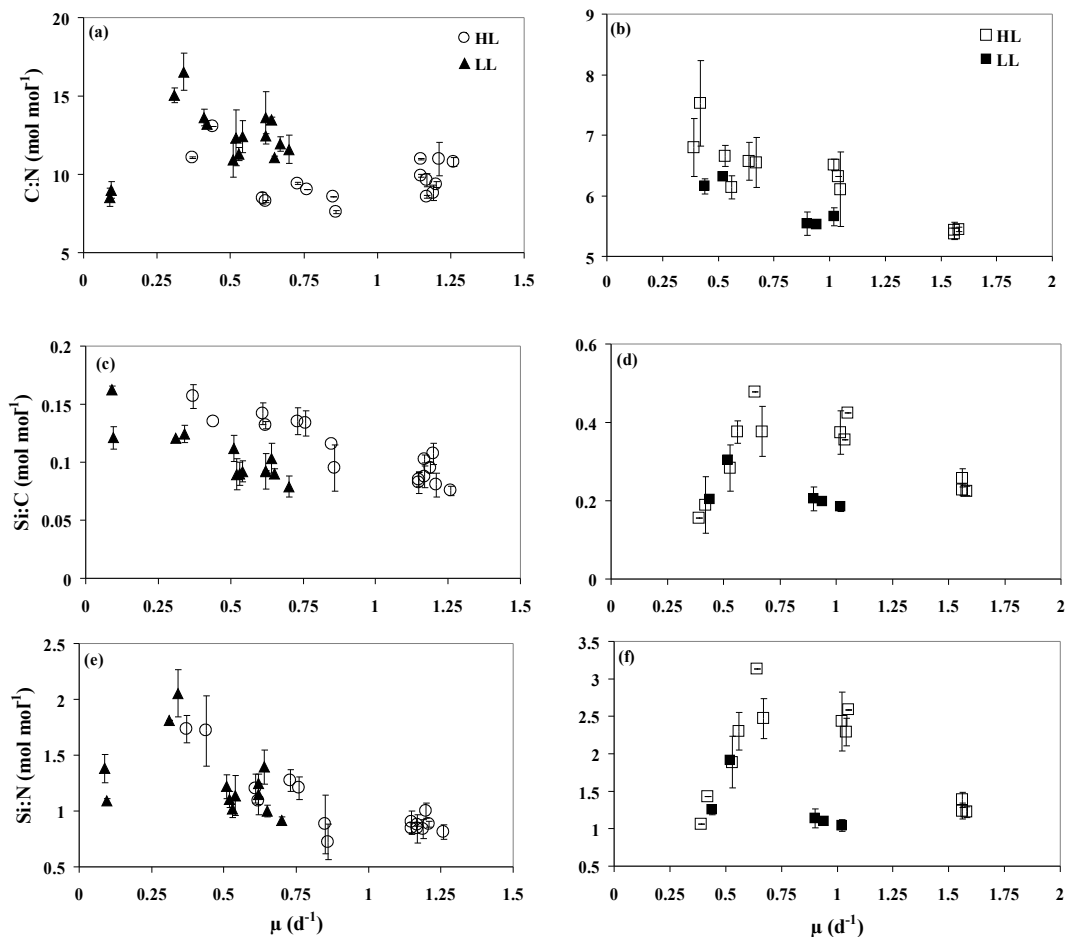 (a)
HL
LL
C:N (mol mol⁻¹)
20
15
10
5
0 0.25 0.5 0.75 1 1.25 1.5
(b)
HL
LL
9
8
7
6
5
0 0.25 0.5 0.75 1 1.25 1.5 1.75 2
(c)
Si:C (mol mol⁻¹)
0.2
0.15
0.1
0.05
0
0 0.25 0.5 0.75 1 1.25 1.5
(d)
0.6
0.4
0.2
0
0 0.25 0.5 0.75 1 1.25 1.5 1.75 2
(e)
Si:N (mol mol⁻¹)
2.5
2
1.5
1
0.5
0 0.25 0.5 0.75 1 1.25 1.5
μ (d⁻¹)
(f)
3.5
3
2.5
2
1.5
1
0.5
0 0.25 0.5 0.75 1 1.25 1.5 1.75 2
μ (d⁻¹)